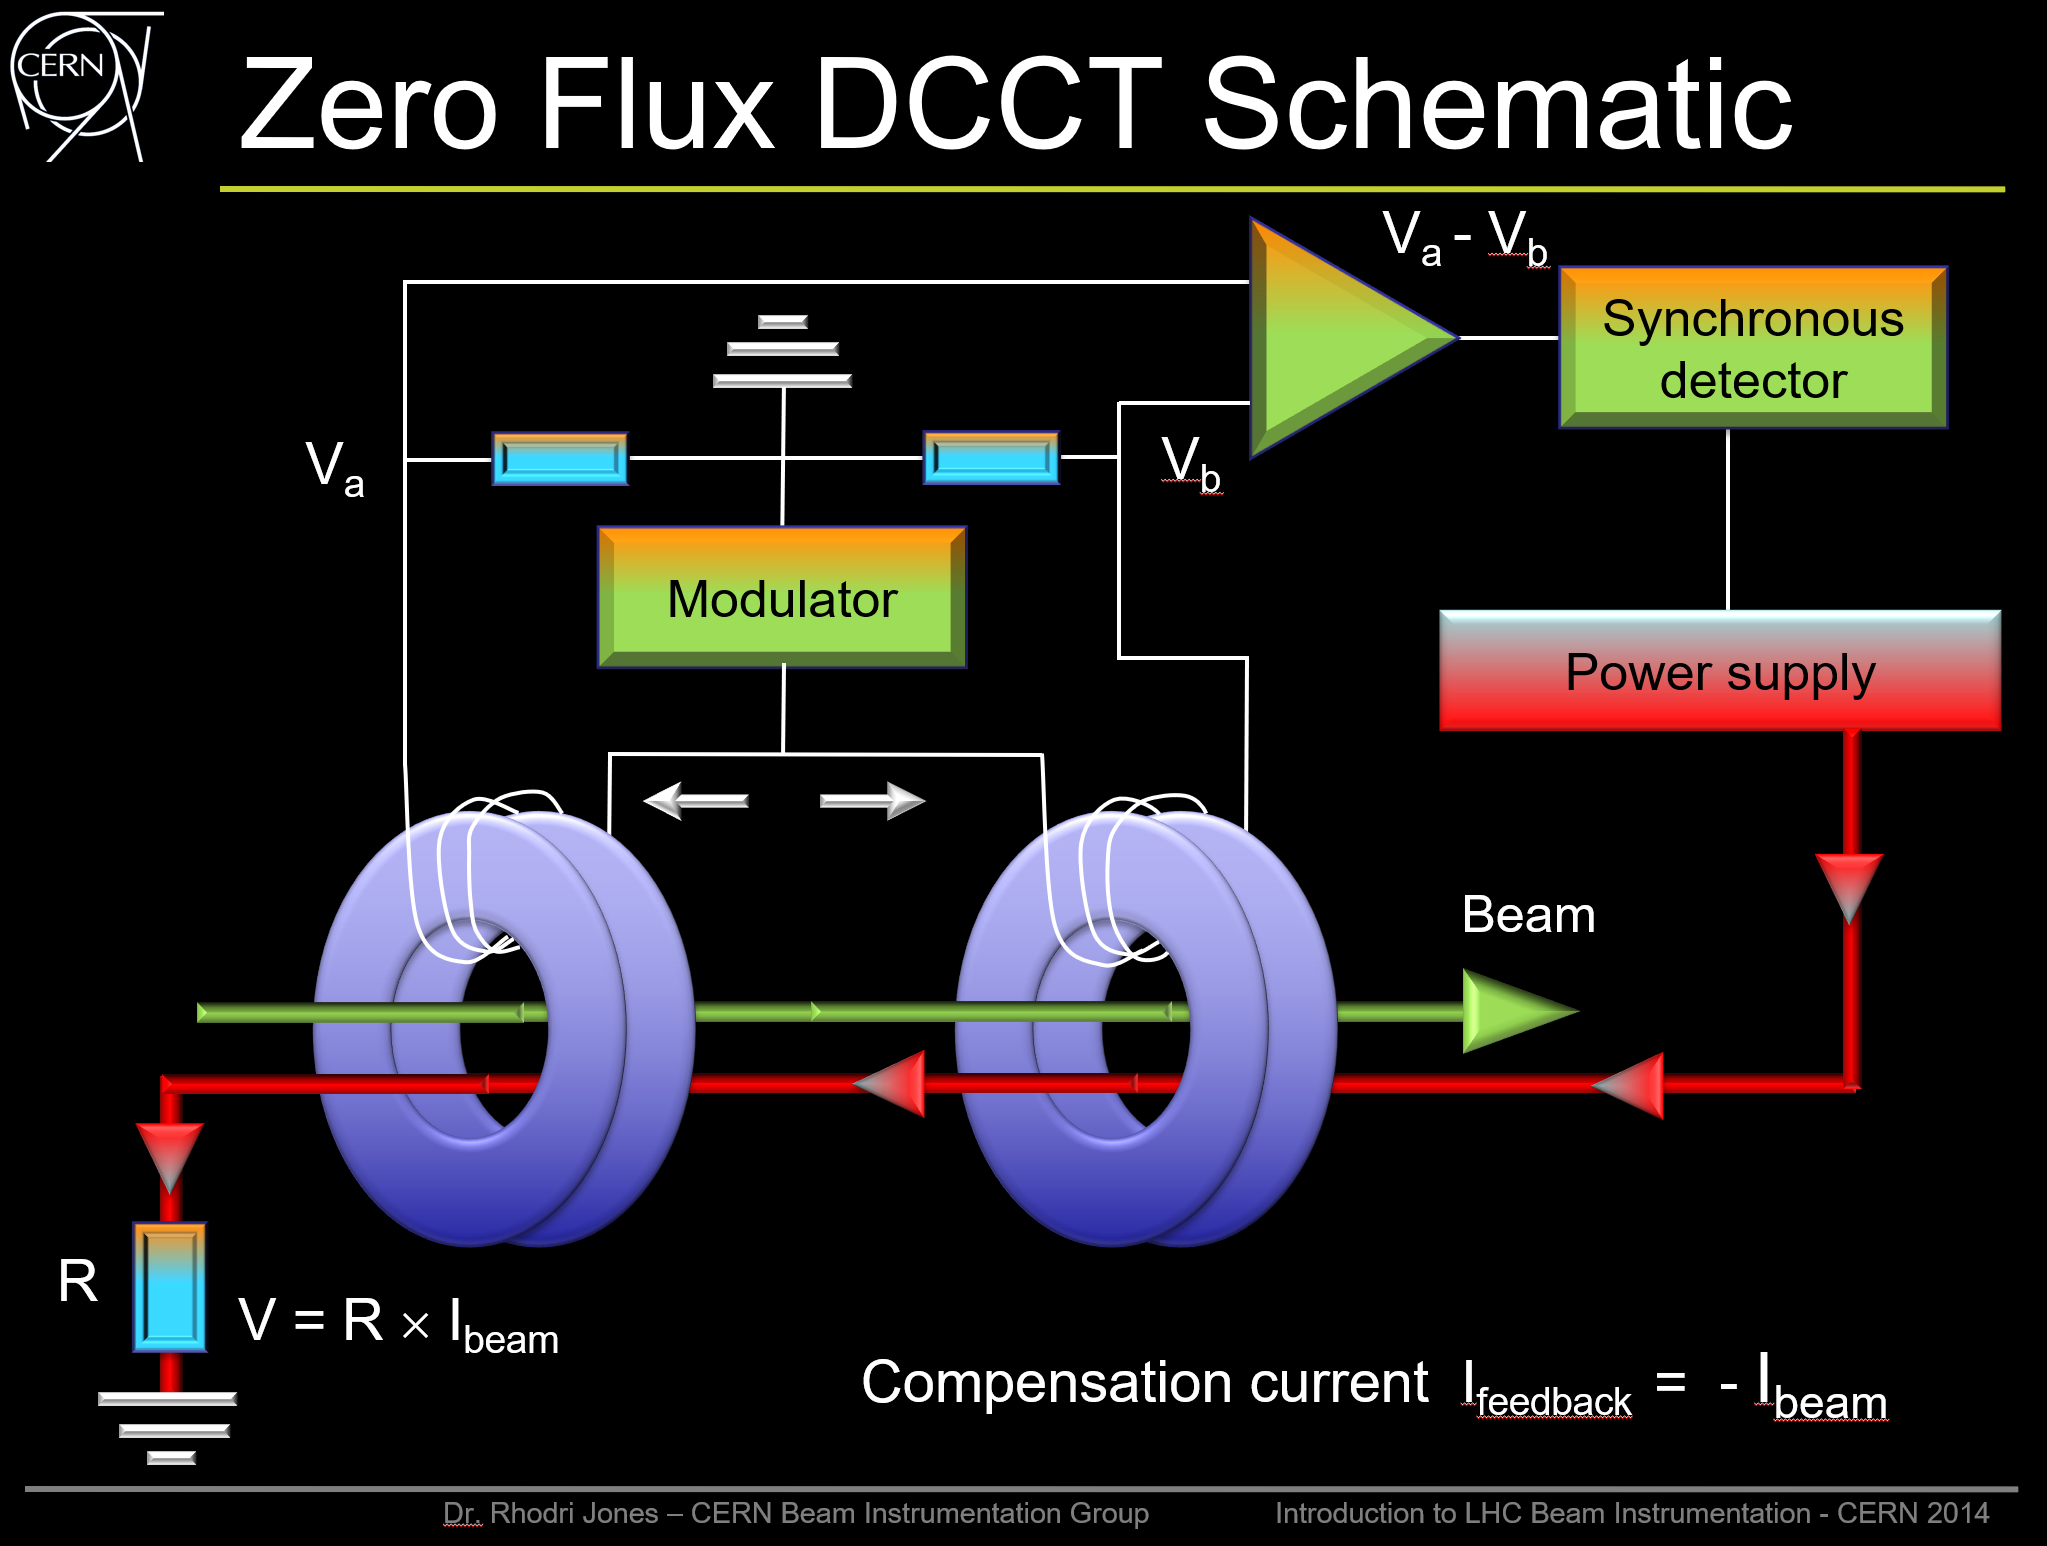 CERN
Zero Flux DCCT Schematic
Va - Vb
Synchronous
detector
Va
Vb
Modulator
Power supply
Beam
R
V = R × Ibeam
Compensation current Ifeedback = - Ibeam
Dr. Rhodri Jones – CERN Beam Instrumentation Group
Introduction to LHC Beam Instrumentation - CERN 2014